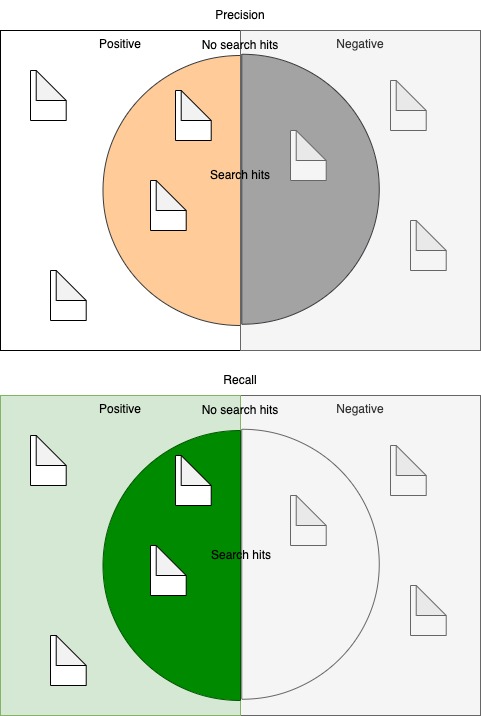 Precision
Positive
No search hits
Negative
Search hits
Recall
Positive
No search hits
Negative
Search hits